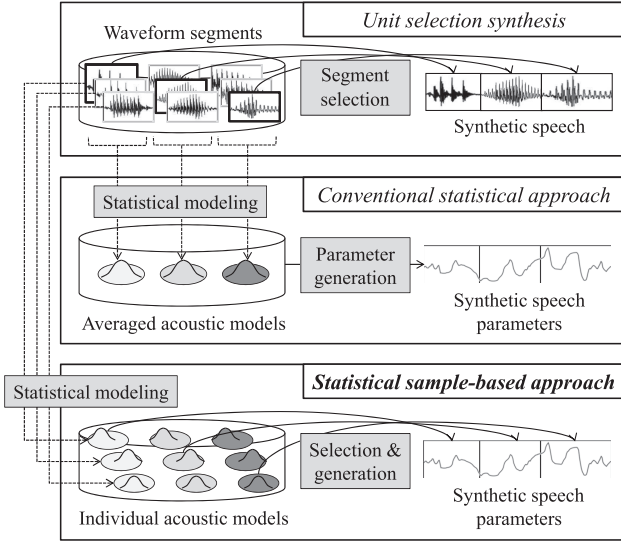 Unit selection synthesis
Waveform segments
Segment
selection
Synthetic speech
Conventional statistical approach
Statistical modeling
Parameter
generation
Averaged acoustic models
Synthetic speech
parameters
Statistical sample-based approach
Statistical modeling
Selection &
generation
Individual acoustic models
Synthetic speech
parameters